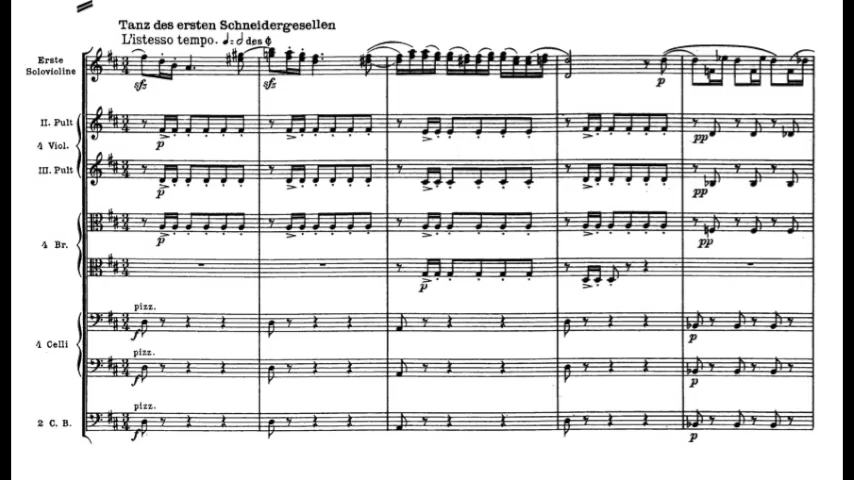 Tanz des ersten Schneidergesellen
L'istesso tempo. 𝅗𝅥. = 𝅗𝅥 des ¢
Erste
Solovioline
sfz
sfz
p
II. Pult
p
pp
4 Viol.
III. Pult
p
pp
p
pp
4 Br.
p
pizz.
f
p
4 Celli
pizz.
f
p
pizz.
2 C. B.
f
p